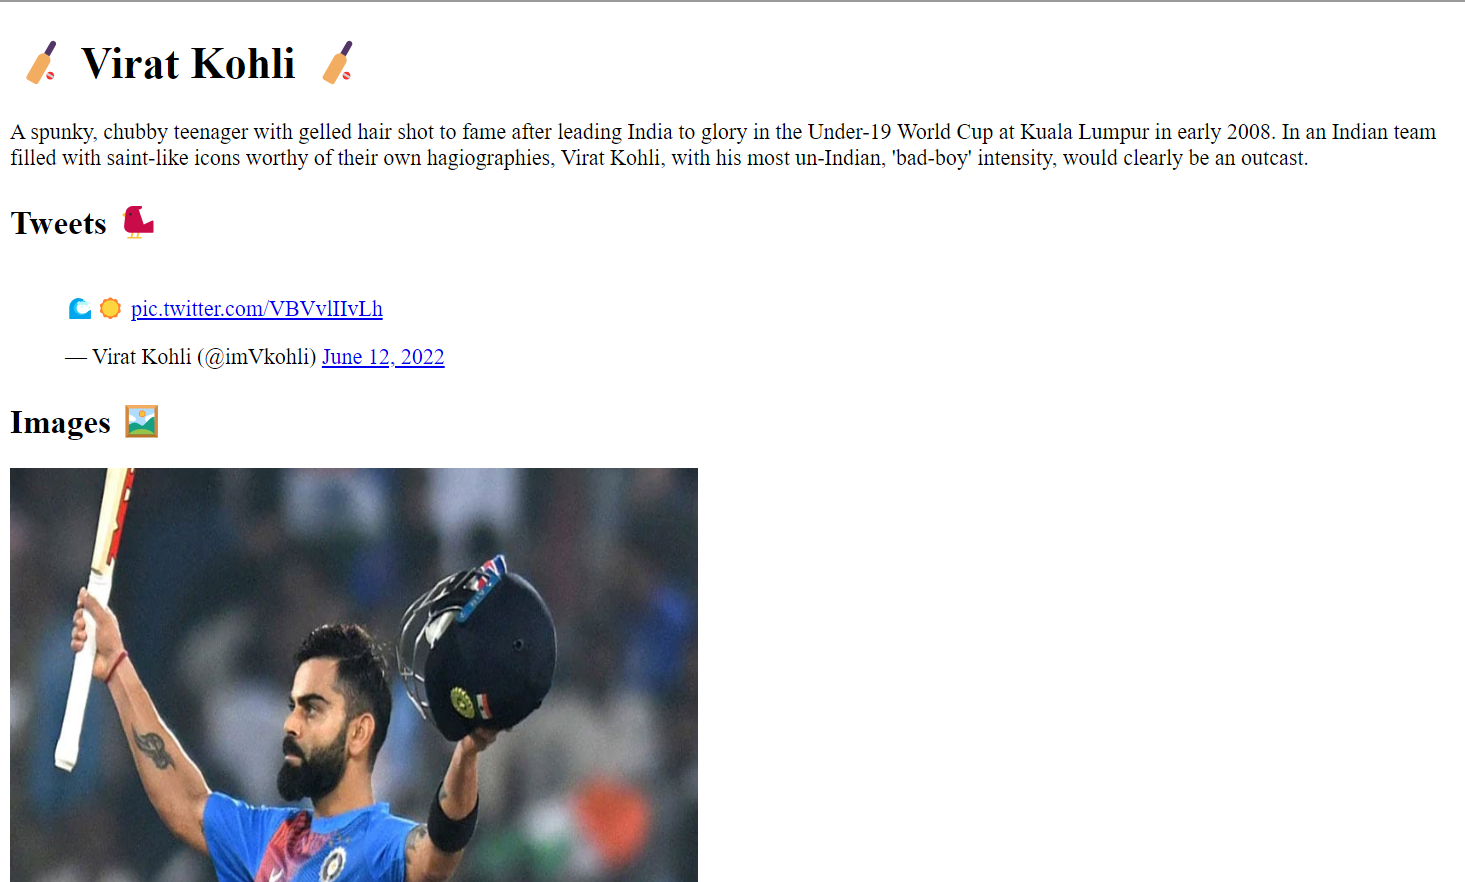 🏏 Virat Kohli 🏏
A spunky, chubby teenager with gelled hair shot to fame after leading India to glory in the Under-19 World Cup at Kuala Lumpur in early 2008. In an Indian team
filled with saint-like icons worthy of their own hagiographies, Virat Kohli, with his most un-Indian, 'bad-boy' intensity, would clearly be an outcast.
Tweets 🐦
🌊 ☀️ pic.twitter.com/VBVvlIIvLh
— Virat Kohli (@imVkohli) June 12, 2022
Images 🖼️